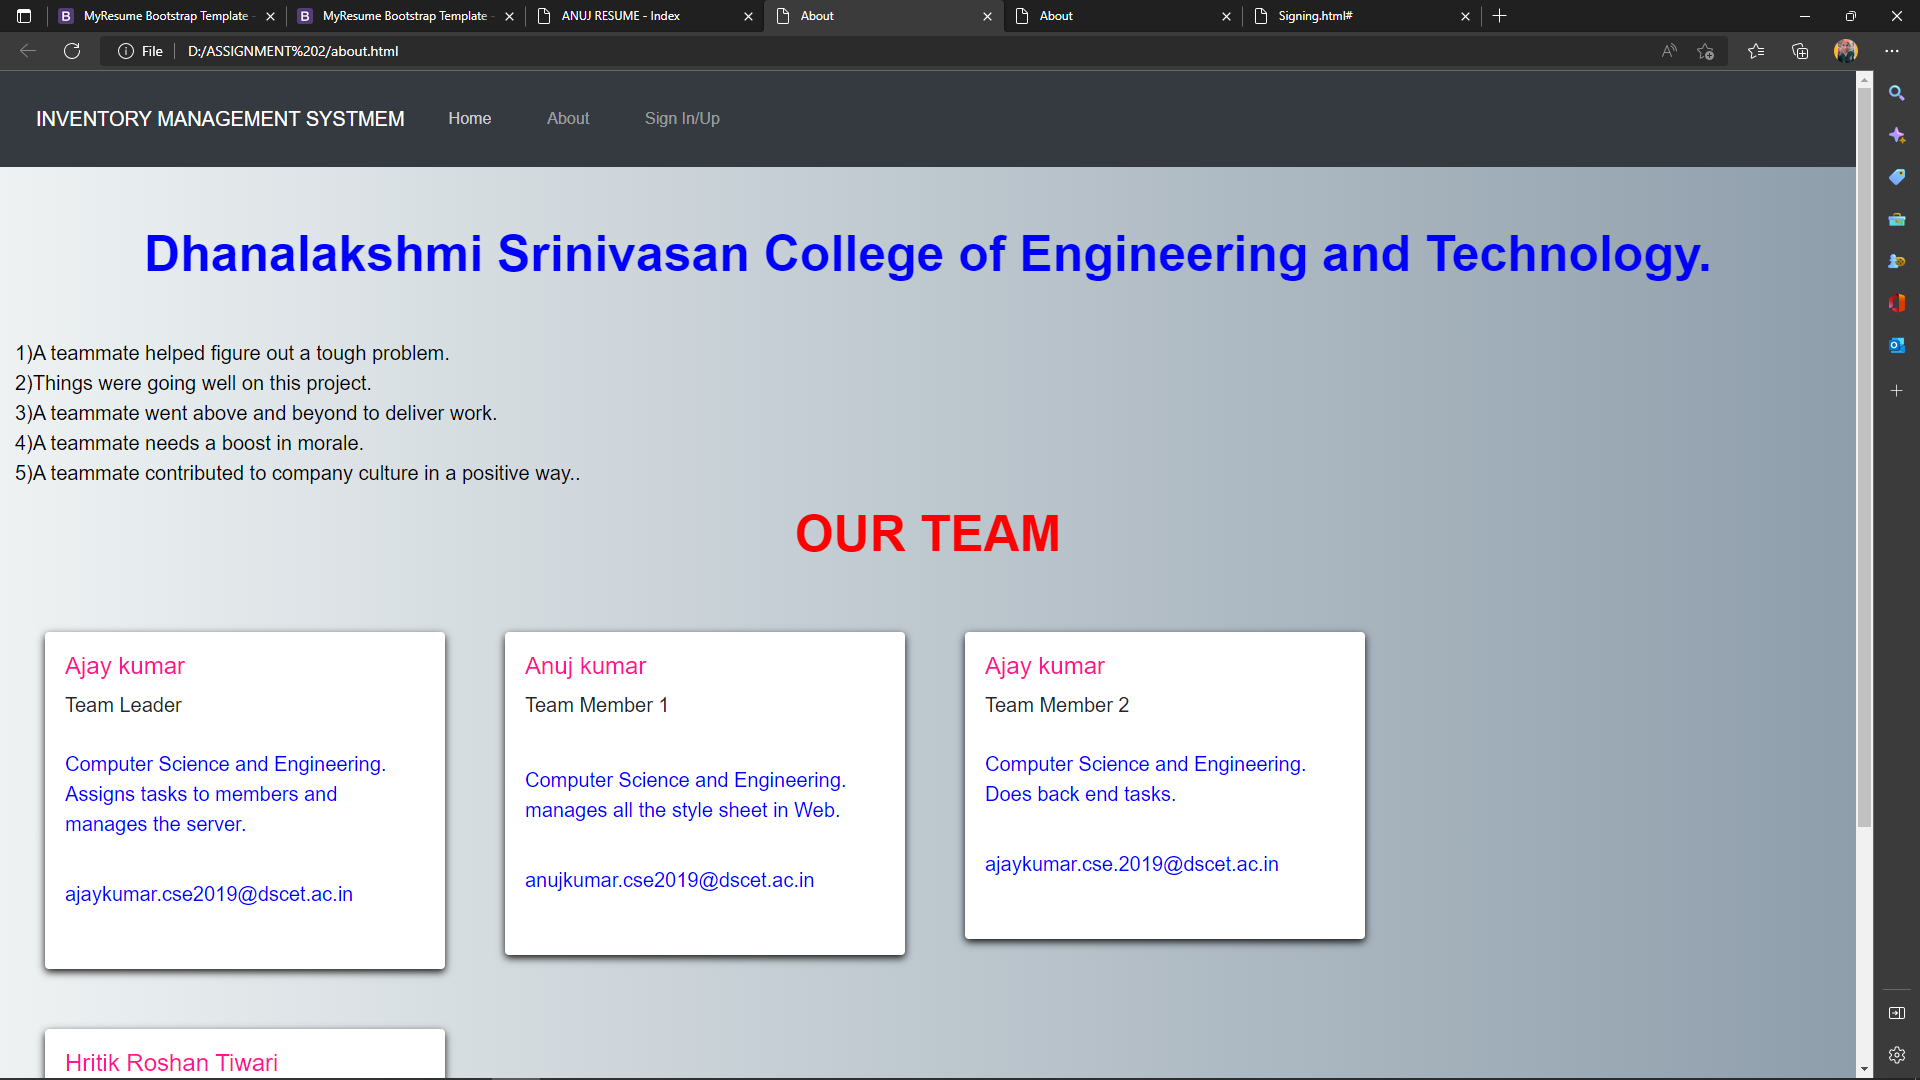 MyResume Bootstrap Template -
MyResume Bootstrap Template -
ANUJ RESUME - Index
About
About
Signing.html#
File
D:/ASSIGNMENT%202/about.html
INVENTORY MANAGEMENT SYSTMEM
Home
About
Sign In/Up
Dhanalakshmi Srinivasan College of Engineering and Technology.
1)A teammate helped figure out a tough problem.
2)Things were going well on this project.
3)A teammate went above and beyond to deliver work.
4)A teammate needs a boost in morale.
5)A teammate contributed to company culture in a positive way..
OUR TEAM
Ajay kumar
Team Leader
Computer Science and Engineering.
Assigns tasks to members and
manages the server.
ajaykumar.cse2019@dscet.ac.in
Anuj kumar
Team Member 1
Computer Science and Engineering.
manages all the style sheet in Web.
anujkumar.cse2019@dscet.ac.in
Ajay kumar
Team Member 2
Computer Science and Engineering.
Does back end tasks.
ajaykumar.cse.2019@dscet.ac.in
Hritik Roshan Tiwari